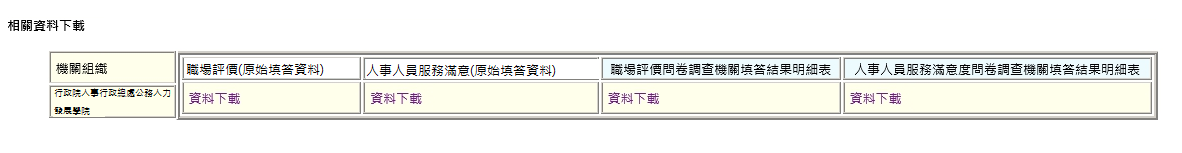 相關資料下載
機關組織
職場評價(原始填答資料)
人事人員服務滿意(原始填答資料)
職場評價問卷調查機關填答結果明細表
人事人員服務滿意度問卷調查機關填答結果明細表
行政院人事行政總處公務人力
發展學院
資料下載
資料下載
資料下載
資料下載